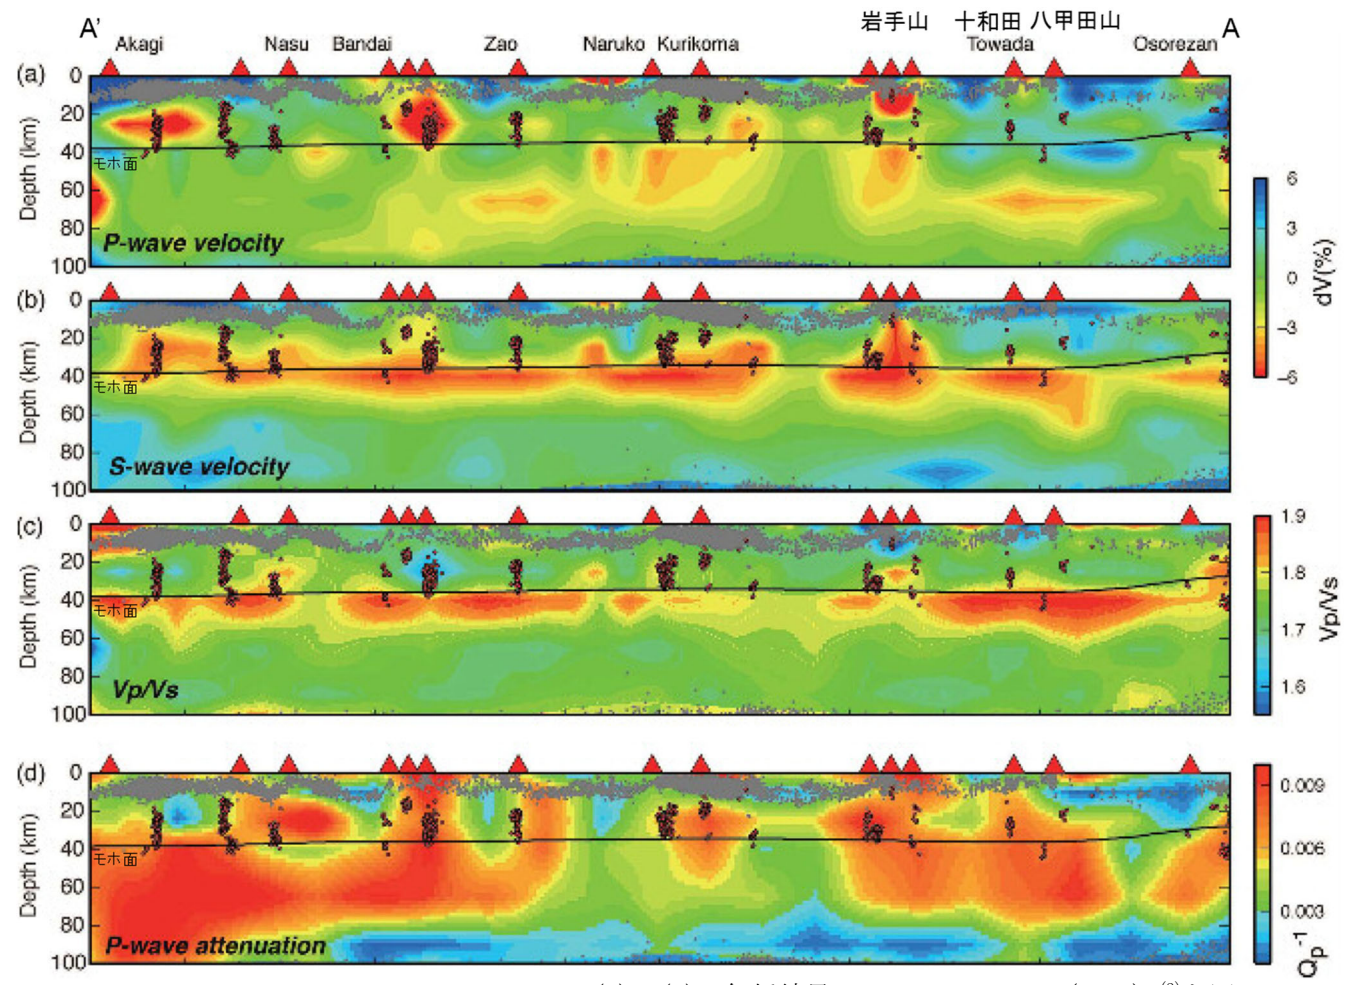 岩手山 十和田 八甲田山
A' A
Akagi Nasu Bandai Zao Naruko Kurikoma Towada Osorezan
(a)
0
20
40
60
80
100
Depth (km)
モホ面
P-wave velocity
6
3
0
−3
−6
dV(%)
(b)
0
20
40
60
80
100
Depth (km)
モホ面
S-wave velocity
(c)
0
20
40
60
80
100
Depth (km)
モホ面
Vp/Vs
1.9
1.8
1.7
1.6
Vp/Vs
(d)
0
20
40
60
80
100
Depth (km)
モホ面
P-wave attenuation
0.009
0.006
0.003
Qp⁻¹